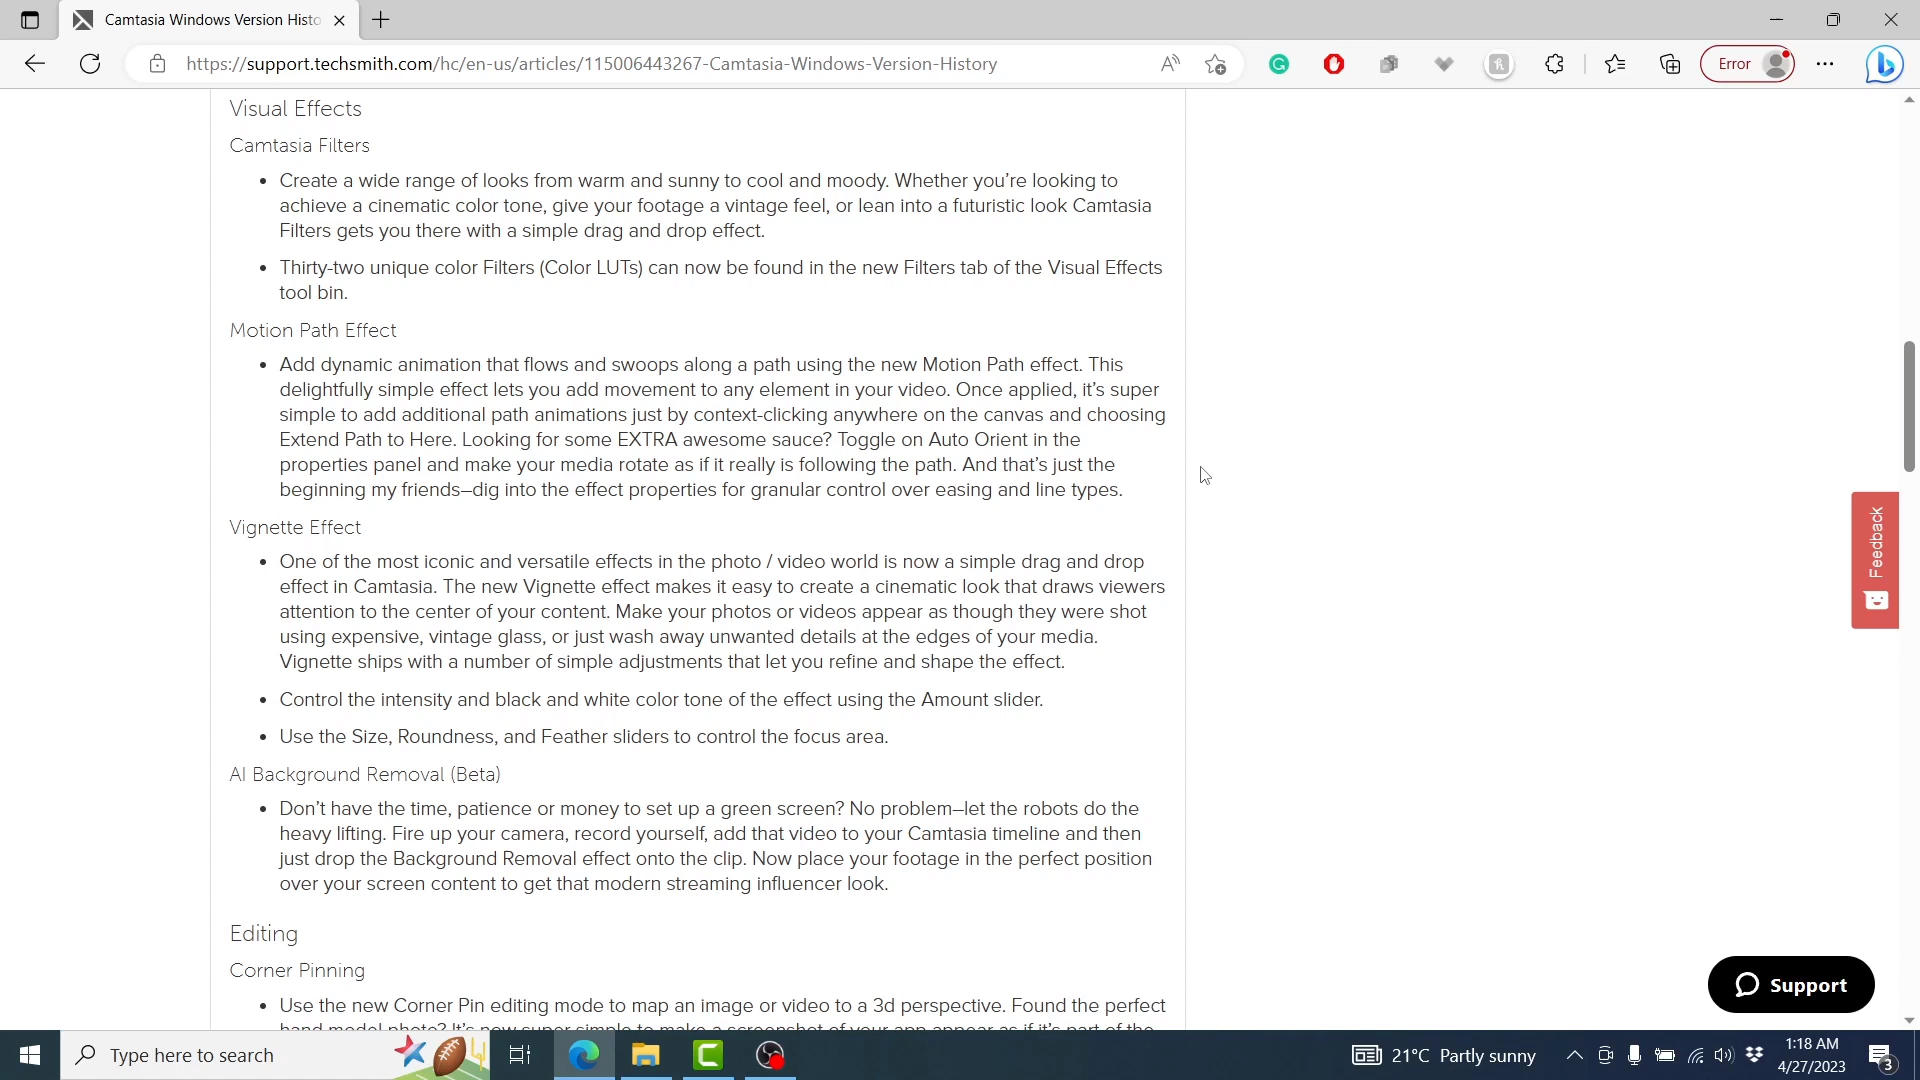 Camtasia Windows Version Histo
https://support.techsmith.com/hc/en-us/articles/115006443267-Camtasia-Windows-Version-History
Error
Visual Effects
Camtasia Filters
• Create a wide range of looks from warm and sunny to cool and moody. Whether you’re looking to
achieve a cinematic color tone, give your footage a vintage feel, or lean into a futuristic look Camtasia
Filters gets you there with a simple drag and drop effect.
• Thirty-two unique color Filters (Color LUTs) can now be found in the new Filters tab of the Visual Effects
tool bin.
Motion Path Effect
• Add dynamic animation that flows and swoops along a path using the new Motion Path effect. This
delightfully simple effect lets you add movement to any element in your video. Once applied, it’s super
simple to add additional path animations just by context-clicking anywhere on the canvas and choosing
Extend Path to Here. Looking for some EXTRA awesome sauce? Toggle on Auto Orient in the
properties panel and make your media rotate as if it really is following the path. And that’s just the
beginning my friends–dig into the effect properties for granular control over easing and line types.
Vignette Effect
• One of the most iconic and versatile effects in the photo / video world is now a simple drag and drop
effect in Camtasia. The new Vignette effect makes it easy to create a cinematic look that draws viewers
attention to the center of your content. Make your photos or videos appear as though they were shot
using expensive, vintage glass, or just wash away unwanted details at the edges of your media.
Vignette ships with a number of simple adjustments that let you refine and shape the effect.
• Control the intensity and black and white color tone of the effect using the Amount slider.
• Use the Size, Roundness, and Feather sliders to control the focus area.
AI Background Removal (Beta)
• Don’t have the time, patience or money to set up a green screen? No problem–let the robots do the
heavy lifting. Fire up your camera, record yourself, add that video to your Camtasia timeline and then
just drop the Background Removal effect onto the clip. Now place your footage in the perfect position
over your screen content to get that modern streaming influencer look.
Editing
Corner Pinning
• Use the new Corner Pin editing mode to map an image or video to a 3d perspective. Found the perfect
hand model photo? It’s now super simple to make a screenshot of your app appear as if it’s part of the
Feedback
Support
Type here to search
21°C Partly sunny
1:18 AM
4/27/2023
3